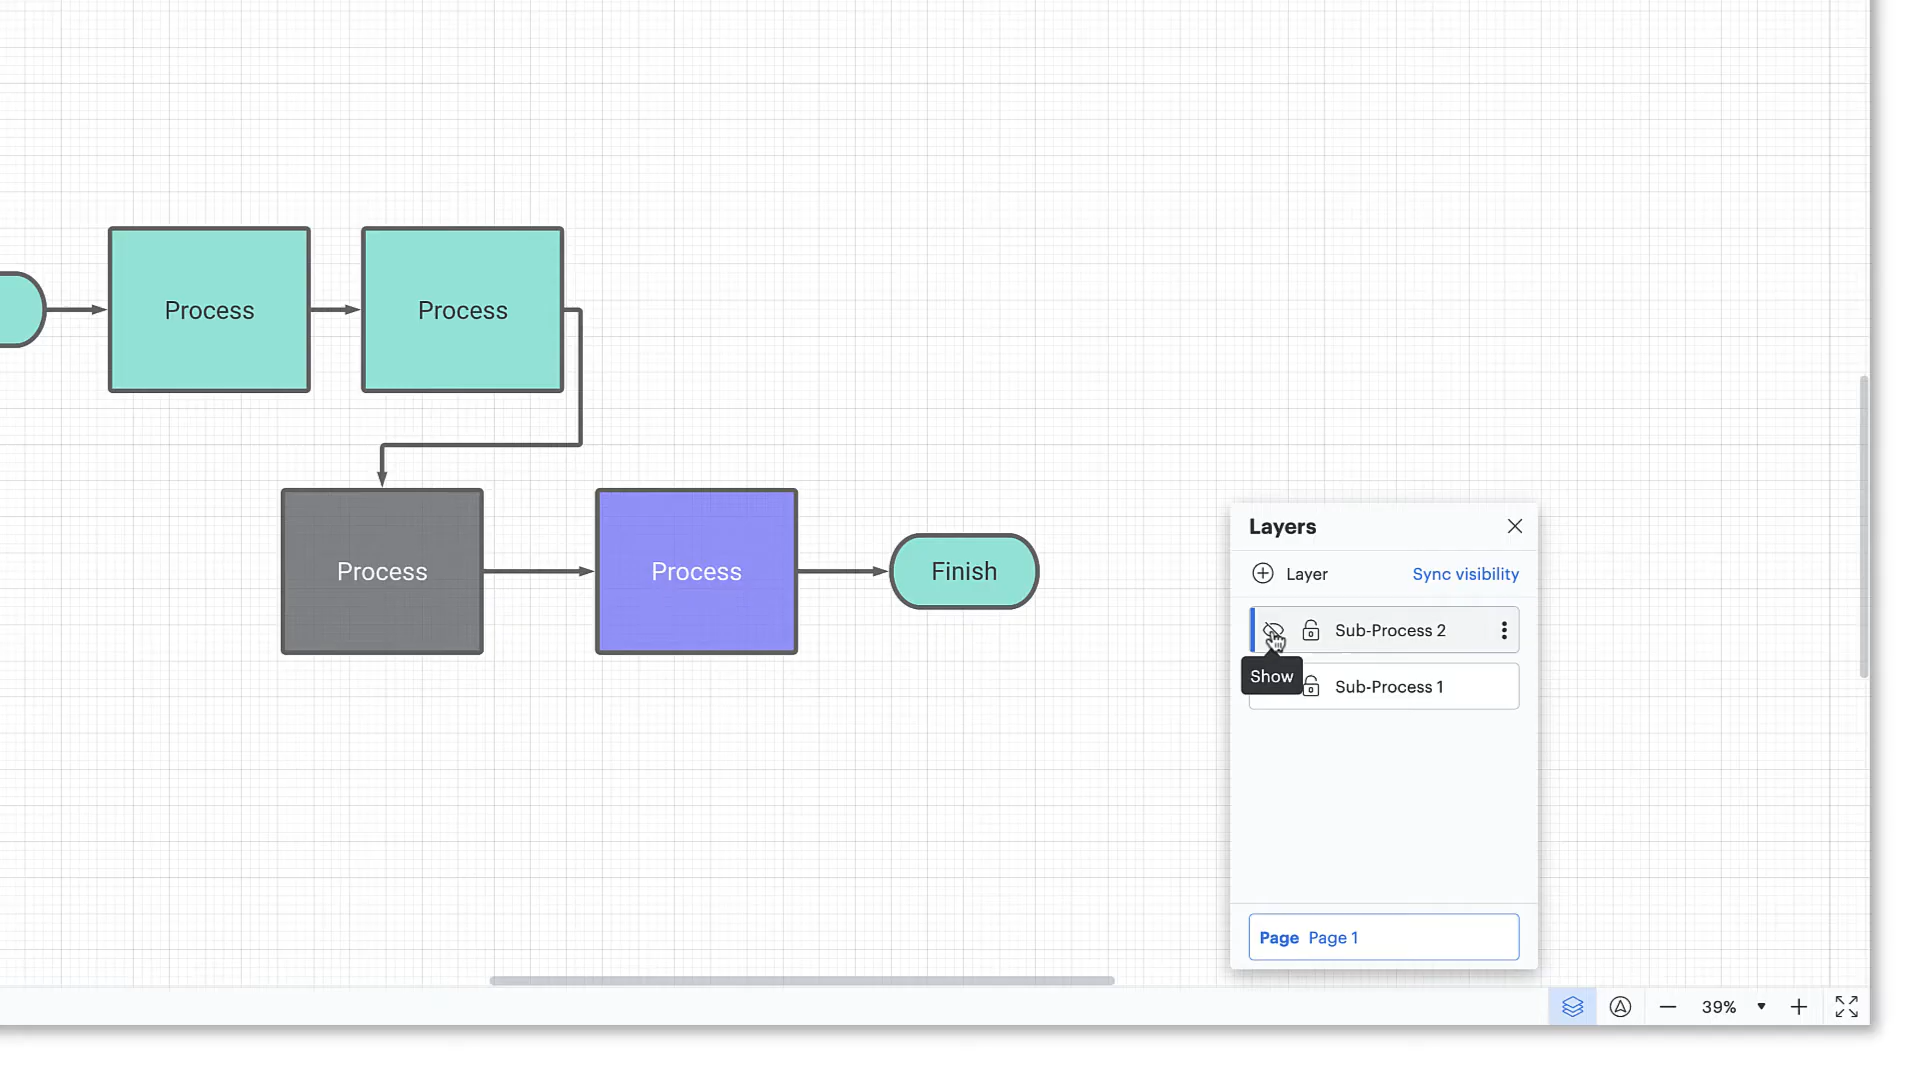 Process
Process
Process
Process
Finish
Layers
Layer
Sync visibility
Sub-Process 2
Show
Sub-Process 1
Page Page 1
39%